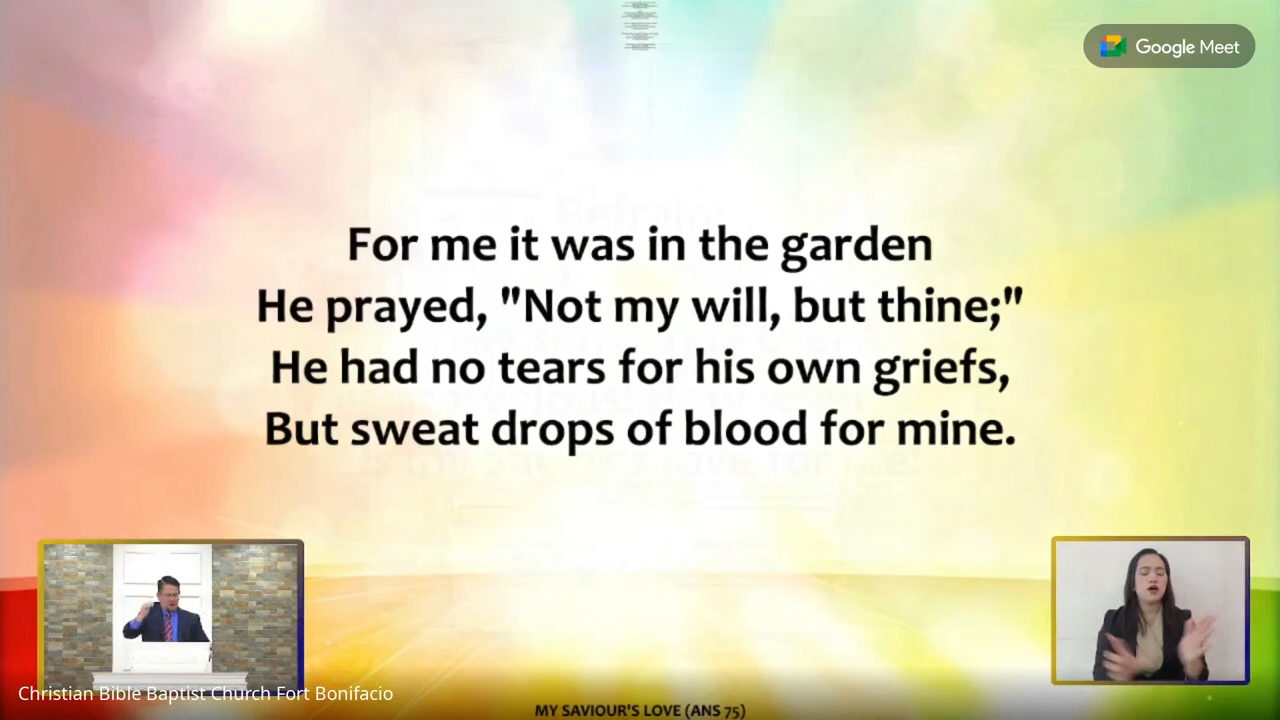 Google Meet
For me it was in the garden
He prayed, "Not my will, but thine;"
He had no tears for his own griefs,
But sweat drops of blood for mine.
Christian Bible Baptist Church Fort Bonifacio
MY SAVIOUR'S LOVE (ANS 75)